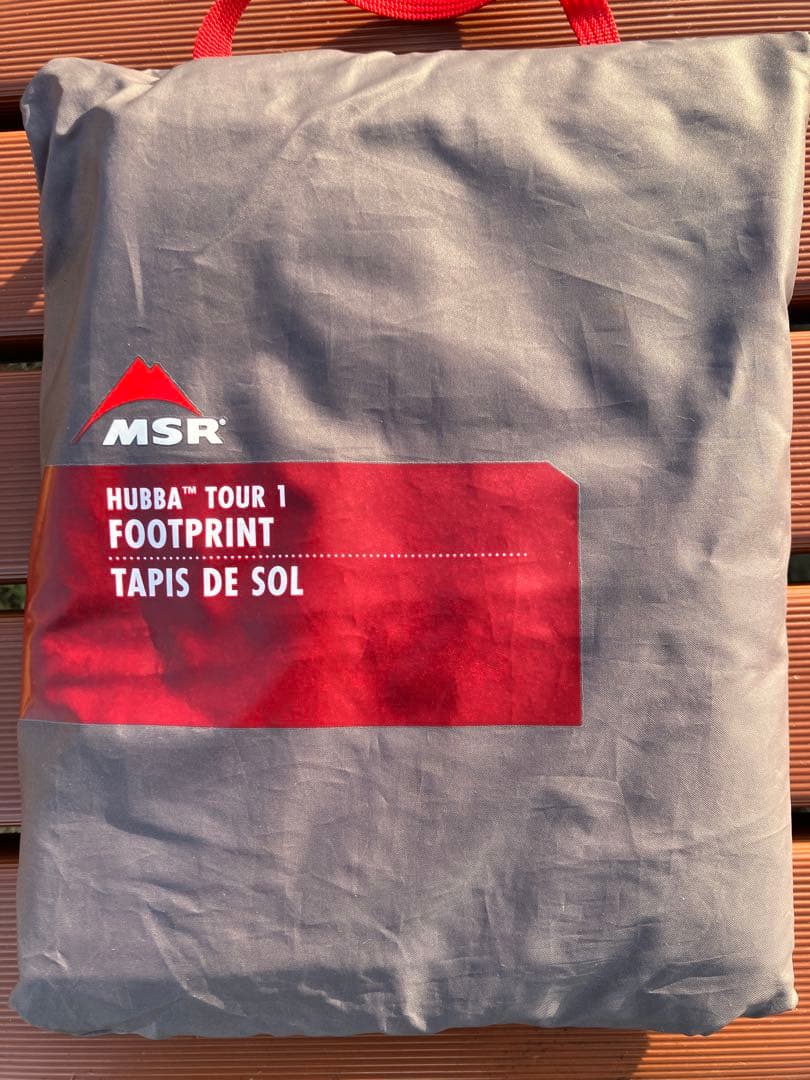 MSR®
HUBBA™ TOUR 1
FOOTPRINT
TAPIS DE SOL